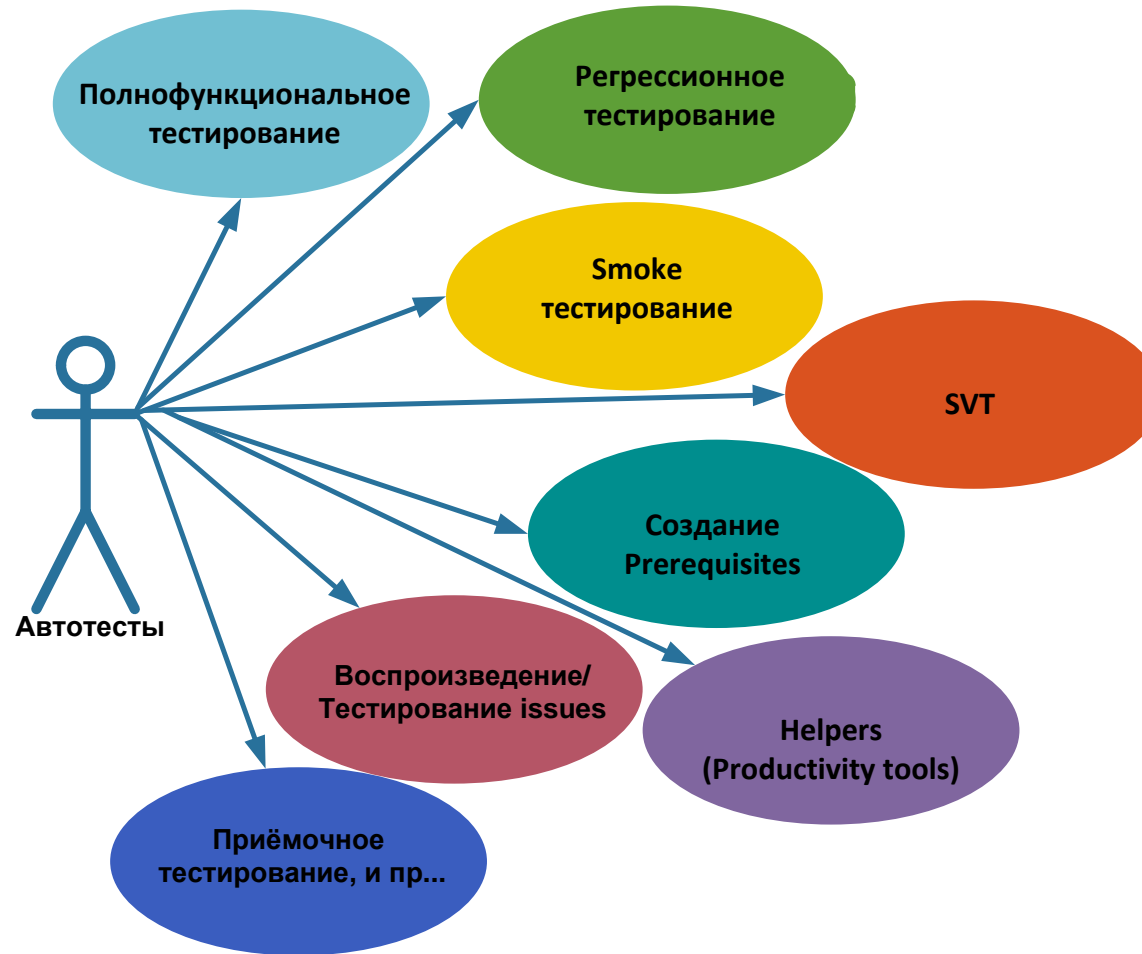 Полнофункциональное
тестирование
Регрессионное
тестирование
Smoke
тестирование
SVT
Создание
Prerequisites
Автотесты
Воспроизведение/
Тестирование issues
Helpers
(Productivity tools)
Приёмочное
тестирование, и пр...